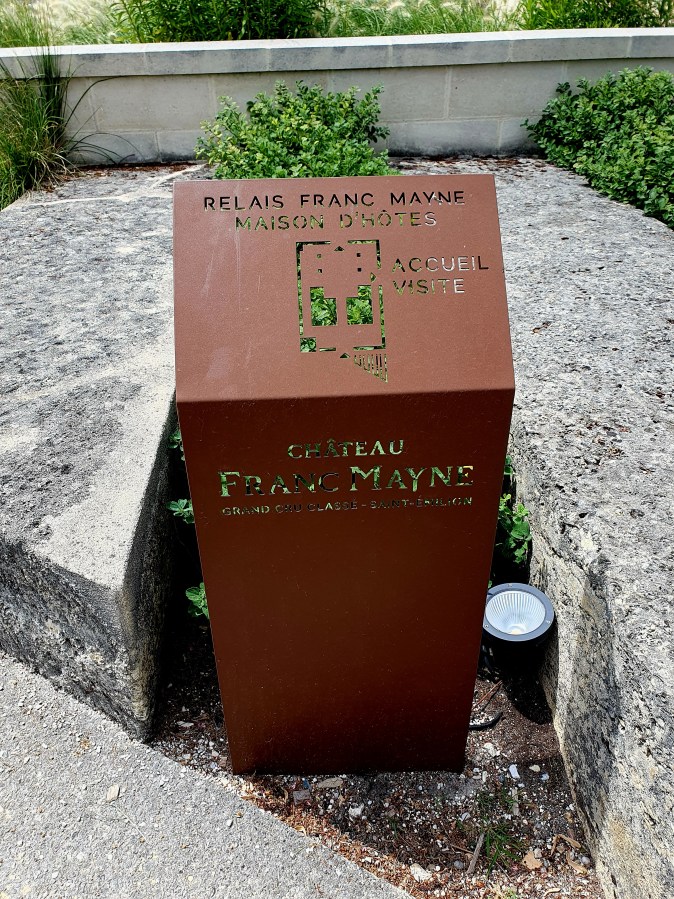 RELAIS FRANC MAYNE
MAISON D'HÔTES
ACCUEIL
VISITE
CHÂTEAU
FRANC MAYNE
GRAND CRU CLASSÉ - SAINT-ÉMILION